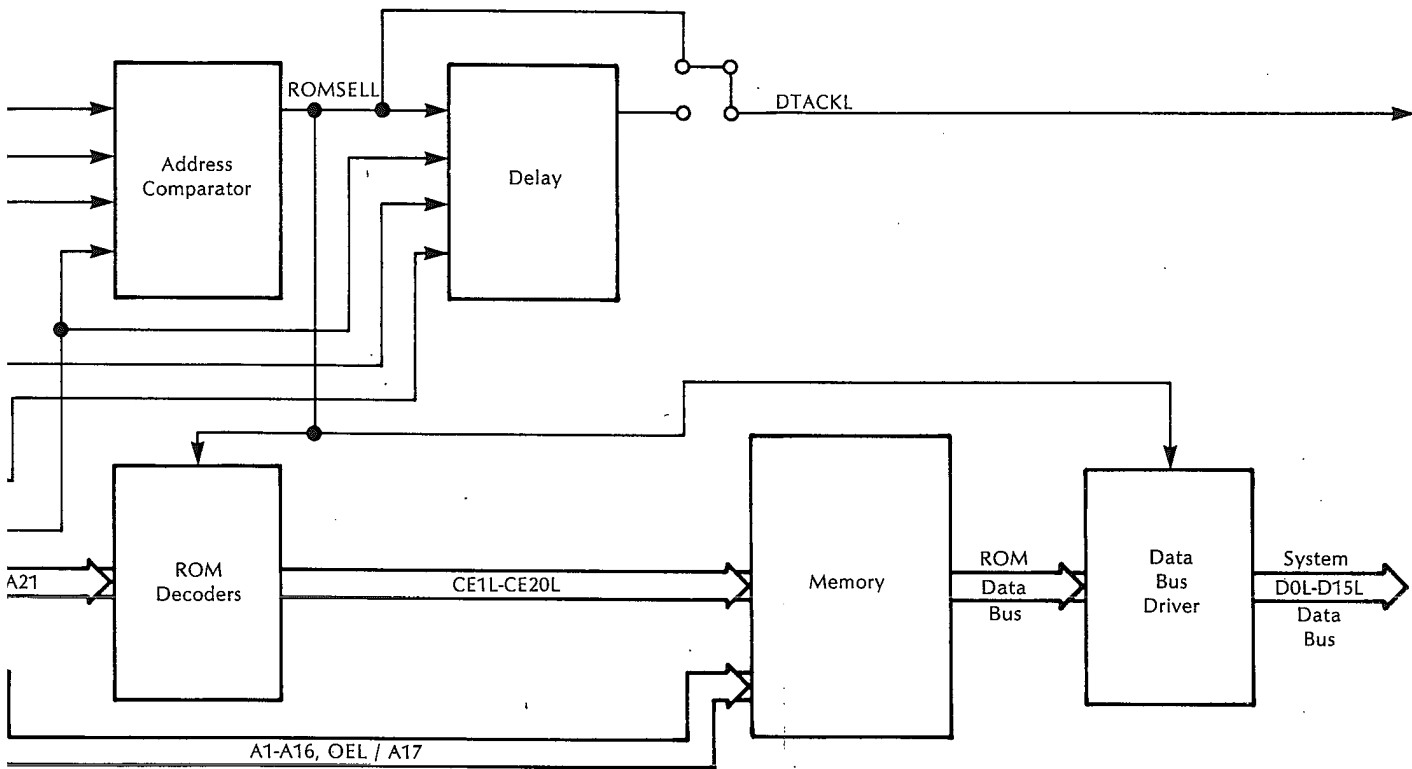 ROMSELL
DTACKL
Address
Comparator
Delay
A21
ROM
Decoders
CE1L-CE20L
Memory
ROM
Data
Bus
Data
Bus
Driver
System
D0L-D15L
Data
Bus
A1-A16, OEL / A17